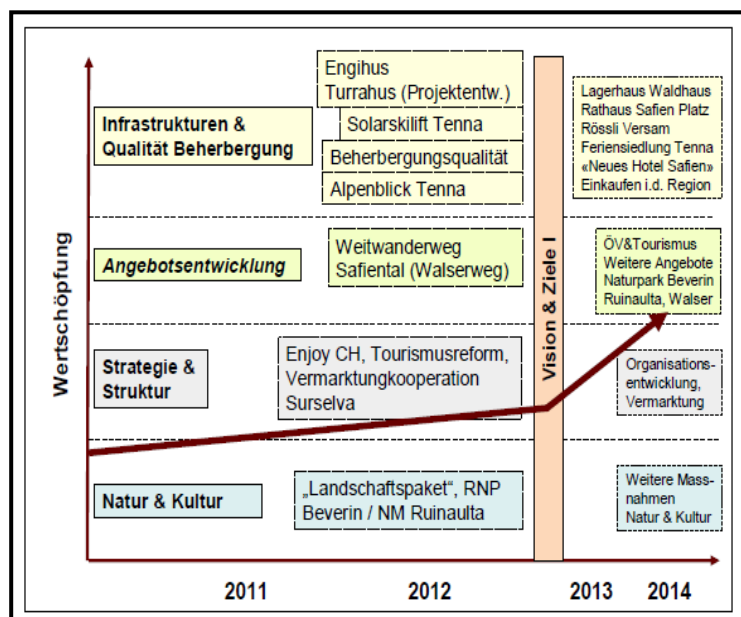 Wertschöpfung
Infrastrukturen &
Qualität Beherbergung
Engihus
Turrahus (Projektentw.)
Solarskilift Tenna
Beherbergungsqualität
Alpenblick Tenna
Lagerhaus Waldhaus
Rathaus Safien Platz
Rössli Versam
Feriensiedlung Tenna
«Neues Hotel Safien»
Einkaufen i.d. Region
Angebotsentwicklung
Weitwanderweg
Safiental (Walserweg)
ÖV&Tourismus
Weitere Angebote
Naturpark Beverin
Ruinaulta, Walser
Vision & Ziele I
Strategie &
Struktur
Enjoy CH, Tourismusreform,
Vermarktungkooperation
Surselva
Organisations-
entwicklung,
Vermarktung
Natur & Kultur
„Landschaftspaket“, RNP
Beverin / NM Ruinaulta
Weitere Mass-
nahmen
Natur & Kultur
2011
2012
2013
2014